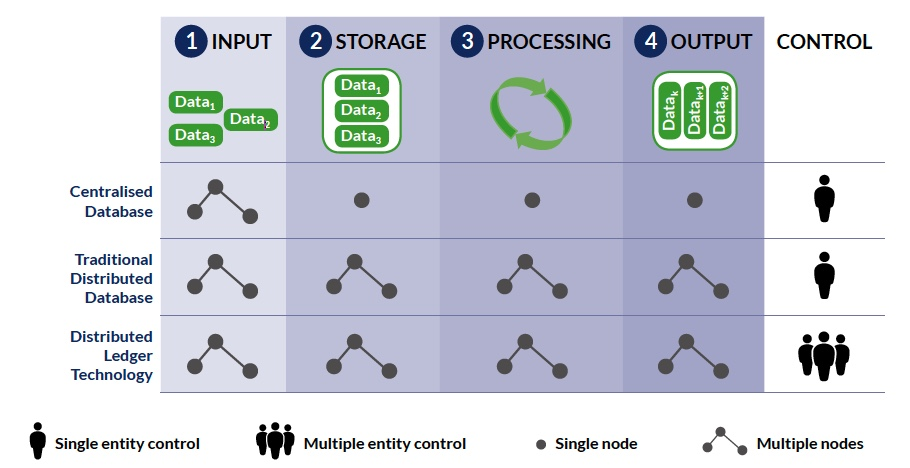 1 INPUT 2 STORAGE 3 PROCESSING 4 OUTPUT CONTROL
Data1
Data2
Data3
Data1
Data2
Data3
Datak
Datak+1
Datak+2
Centralised
Database
Traditional
Distributed
Database
Distributed
Ledger
Technology
Single entity control
Multiple entity control
Single node
Multiple nodes